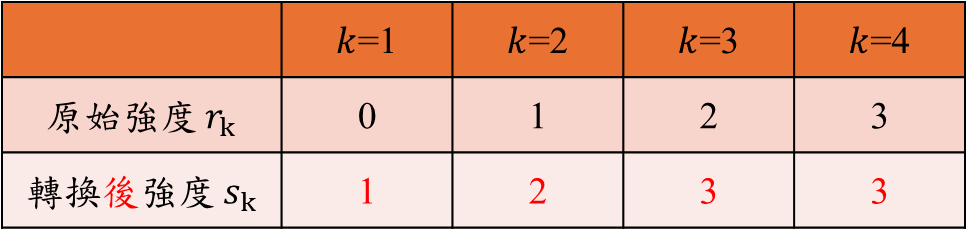 k=1 k=2 k=3 k=4
原始強度 rk 0 1 2 3
轉換後強度 sk 1 2 3 3